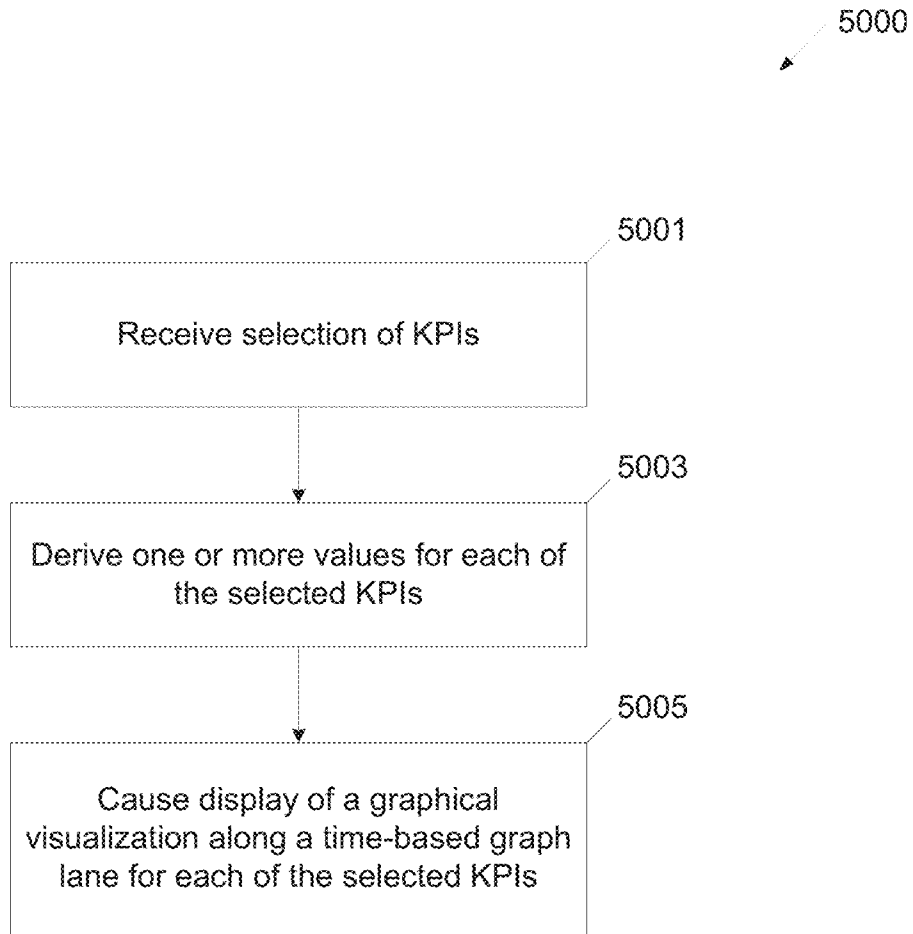 5000
5001
Receive selection of KPIs
5003
Derive one or more values for each of
the selected KPIs
5005
Cause display of a graphical
visualization along a time-based graph
lane for each of the selected KPIs